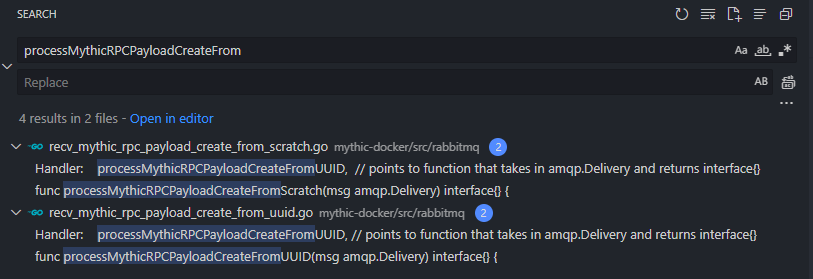 SEARCH
processMythicRPCPayloadCreateFrom
Aa ab .*
Replace
AB
4 results in 2 files - Open in editor
GO recv_mythic_rpc_payload_create_from_scratch.go mythic-docker/src/rabbitmq 2
Handler: processMythicRPCPayloadCreateFromUUID, // points to function that takes in amqp.Delivery and returns interface{}
func processMythicRPCPayloadCreateFromScratch(msg amqp.Delivery) interface{} {
GO recv_mythic_rpc_payload_create_from_uuid.go mythic-docker/src/rabbitmq 2
Handler: processMythicRPCPayloadCreateFromUUID, // points to function that takes in amqp.Delivery and returns interface{}
func processMythicRPCPayloadCreateFromUUID(msg amqp.Delivery) interface{} {